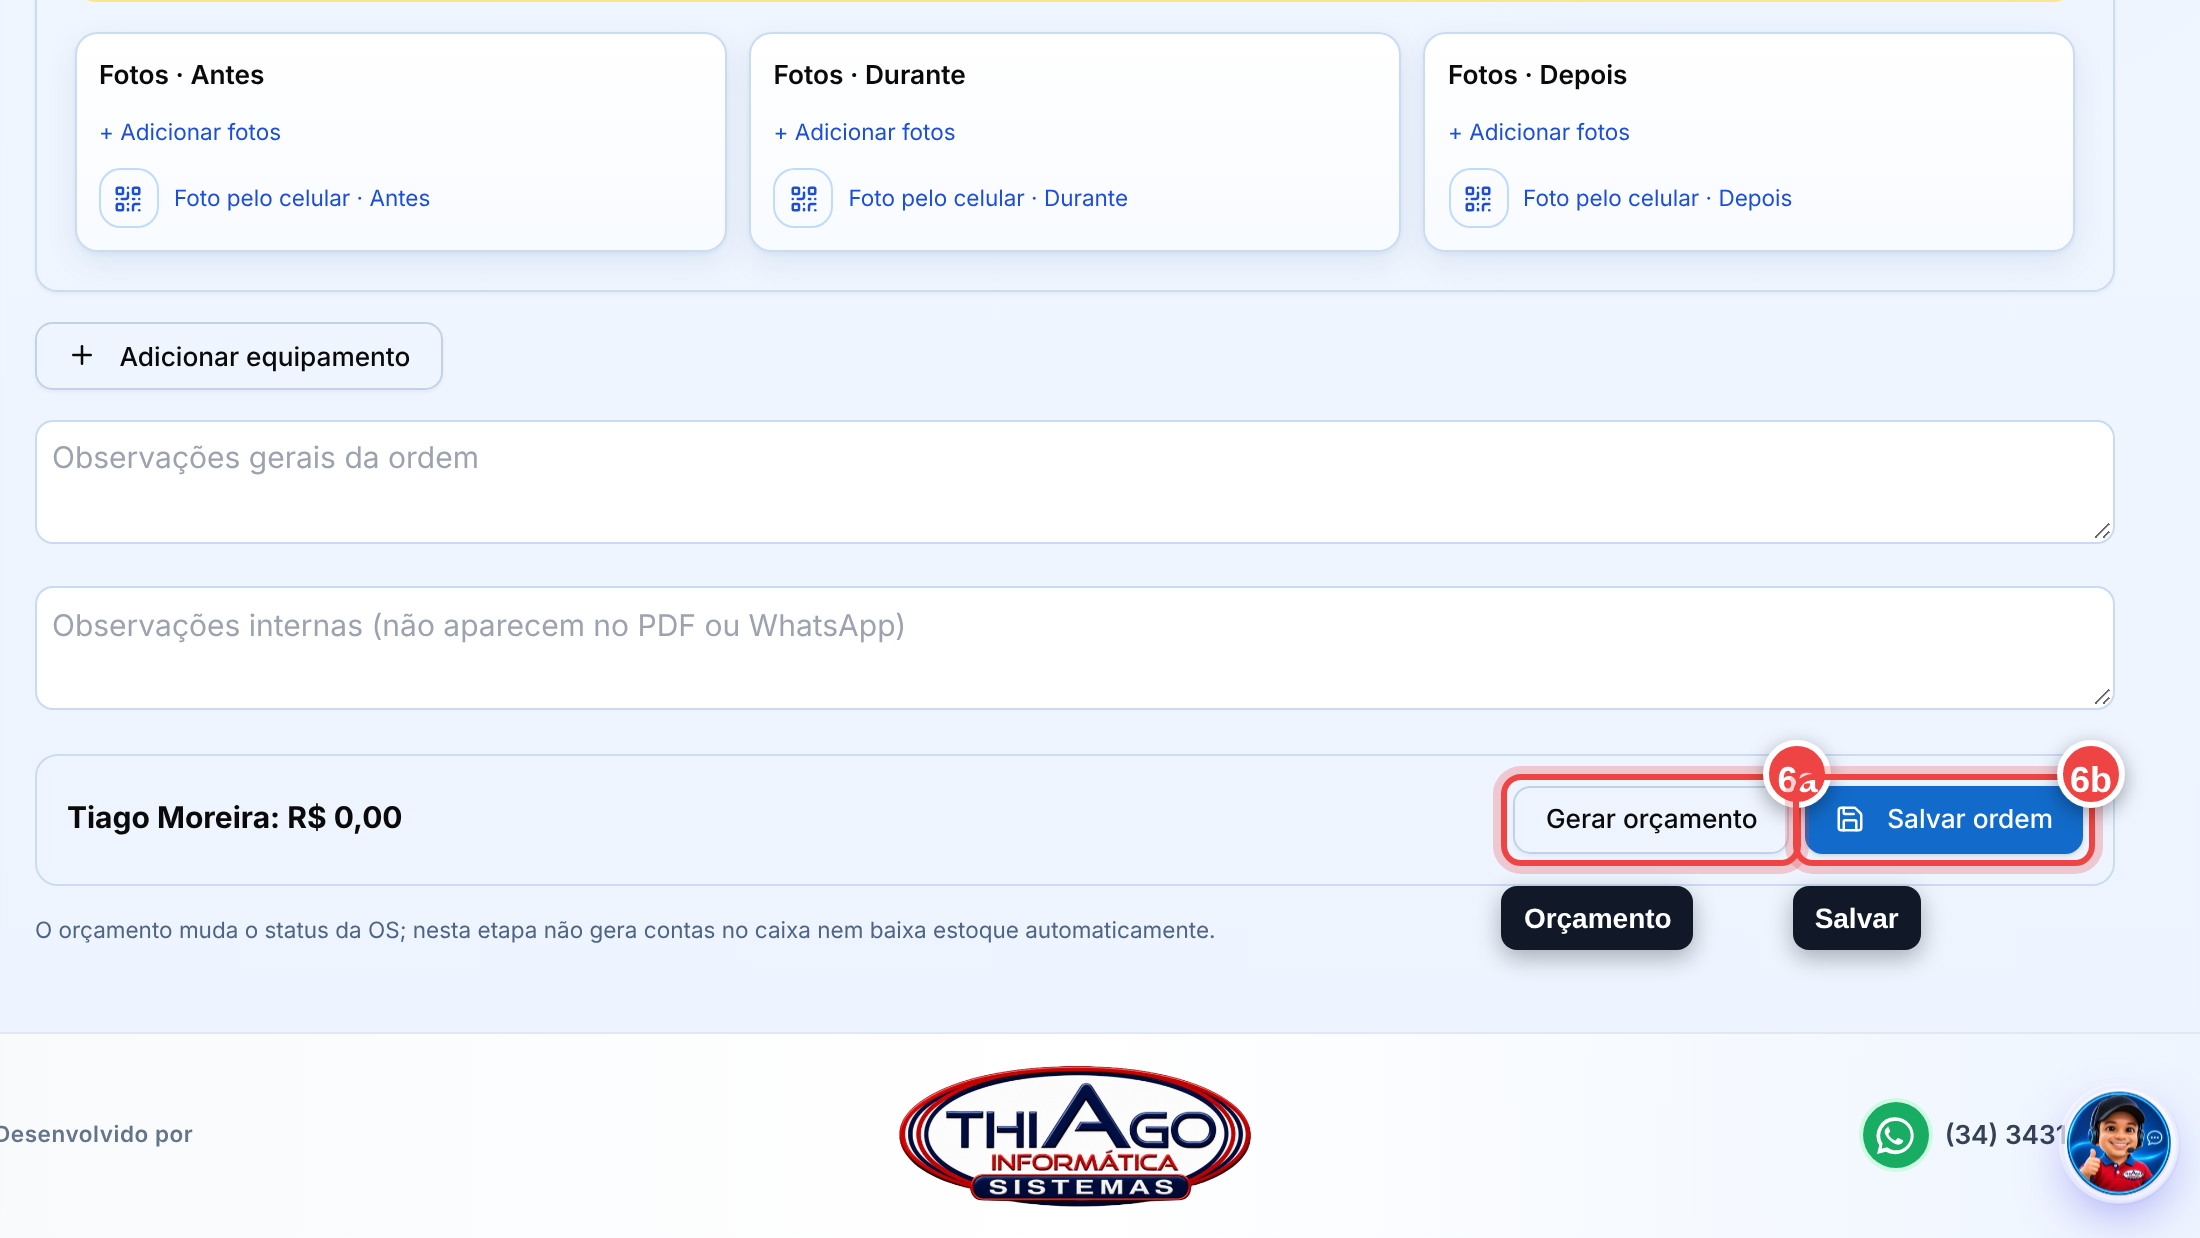 Fotos · Antes
+ Adicionar fotos
Foto pelo celular · Antes
Fotos · Durante
+ Adicionar fotos
Foto pelo celular · Durante
Fotos · Depois
+ Adicionar fotos
Foto pelo celular · Depois
+ Adicionar equipamento
Observações gerais da ordem
Observações internas (não aparecem no PDF ou WhatsApp)
Tiago Moreira: R$ 0,00
6a
Gerar orçamento
6b
Salvar ordem
Orçamento
Salvar
O orçamento muda o status da OS; nesta etapa não gera contas no caixa nem baixa estoque automaticamente.
Desenvolvido por
THIAGO
INFORMÁTICA
SISTEMAS
(34) 3431